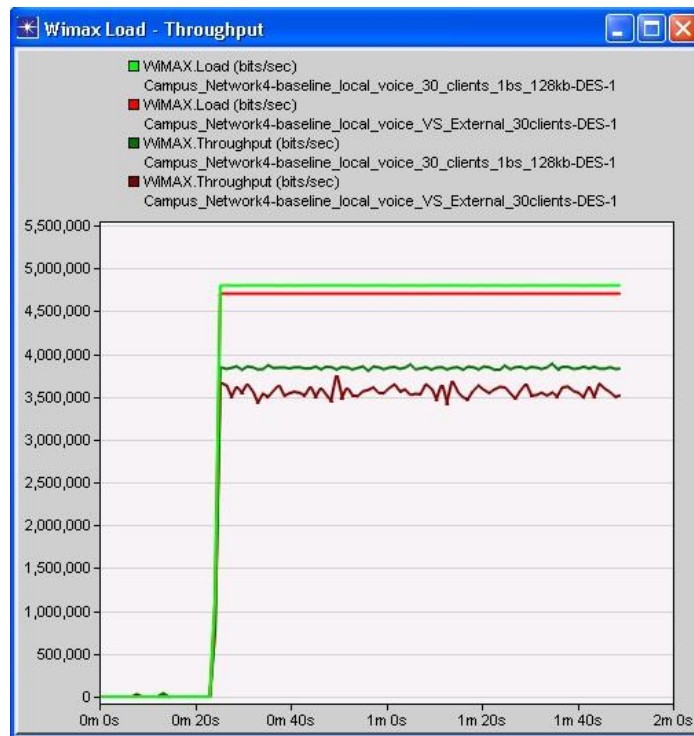 Wimax Load - Throughput
WiMAX.Load (bits/sec)
Campus_Network4-baseline_local_voice_30_clients_1bs_128kb-DES-1
WiMAX.Load (bits/sec)
Campus_Network4-baseline_local_voice_VS_External_30clients-DES-1
WiMAX.Throughput (bits/sec)
Campus_Network4-baseline_local_voice_30_clients_1bs_128kb-DES-1
WiMAX.Throughput (bits/sec)
Campus_Network4-baseline_local_voice_VS_External_30clients-DES-1
5,500,000
5,000,000
4,500,000
4,000,000
3,500,000
3,000,000
2,500,000
2,000,000
1,500,000
1,000,000
500,000
0
0m 0s 0m 20s 0m 40s 1m 0s 1m 20s 1m 40s 2m 0s